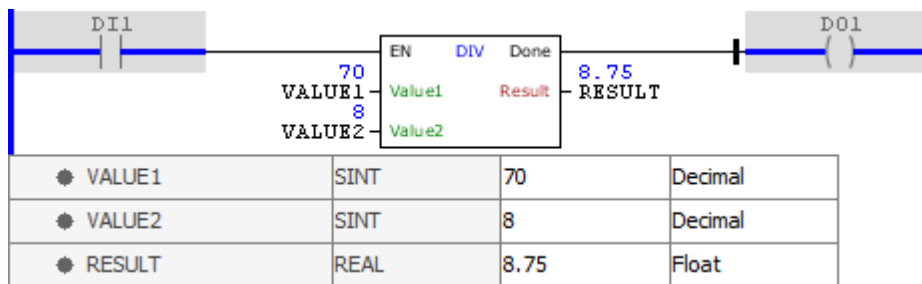 DI1 DO1
EN DIV Done
70 8.75
VALUE1 Value1 Result RESULT
8
VALUE2 Value2
VALUE1 SINT 70 Decimal
VALUE2 SINT 8 Decimal
RESULT REAL 8.75 Float